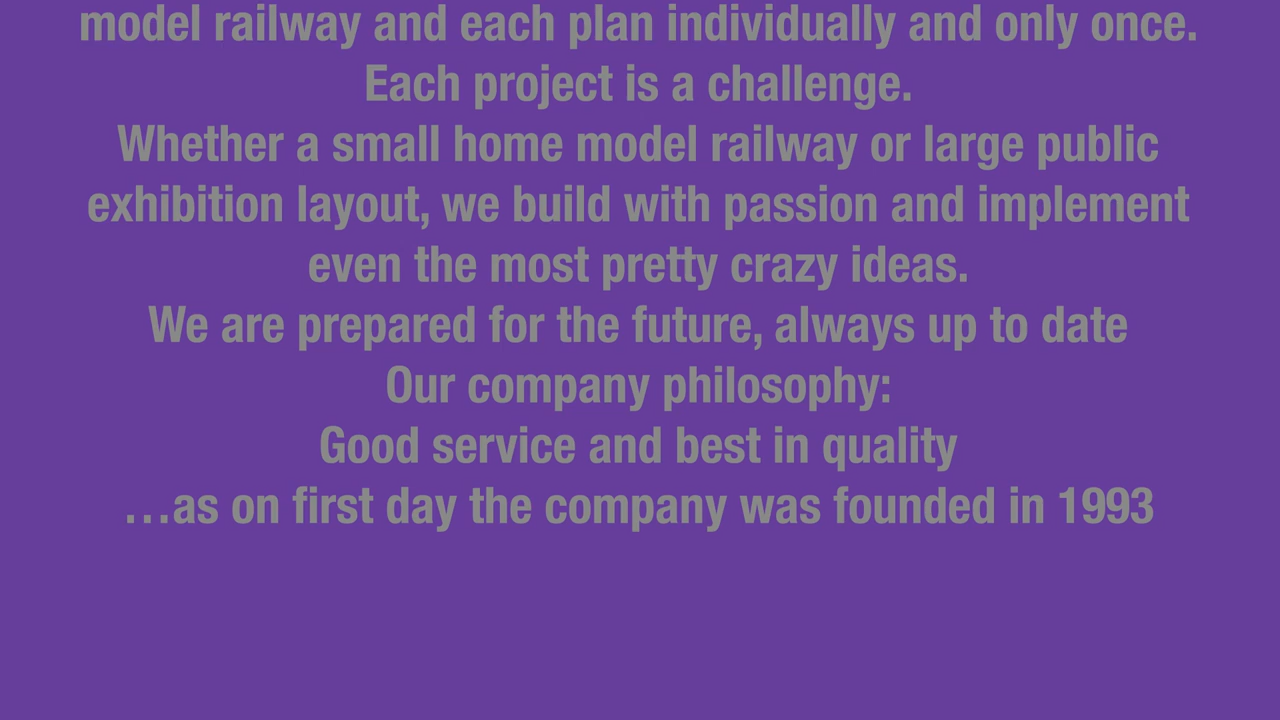 model railway and each plan individually and only once.
Each project is a challenge.
Whether a small home model railway or large public
exhibition layout, we build with passion and implement
even the most pretty crazy ideas.
We are prepared for the future, always up to date
Our company philosophy:
Good service and best in quality
…as on first day the company was founded in 1993